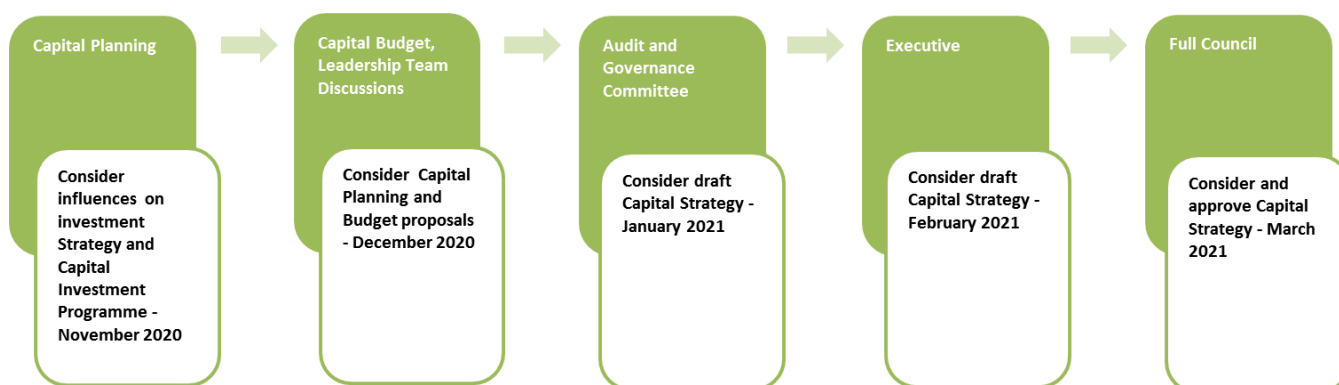 Capital Planning
Consider
influences on
investment
Strategy and
Capital
Investment
Programme -
November 2020
Capital Budget,
Leadership Team
Discussions
Consider Capital
Planning and
Budget proposals
- December 2020
Audit and
Governance
Committee
Consider draft
Capital Strategy -
January 2021
Executive
Consider draft
Capital Strategy -
February 2021
Full Council
Consider and
approve Capital
Strategy - March
2021